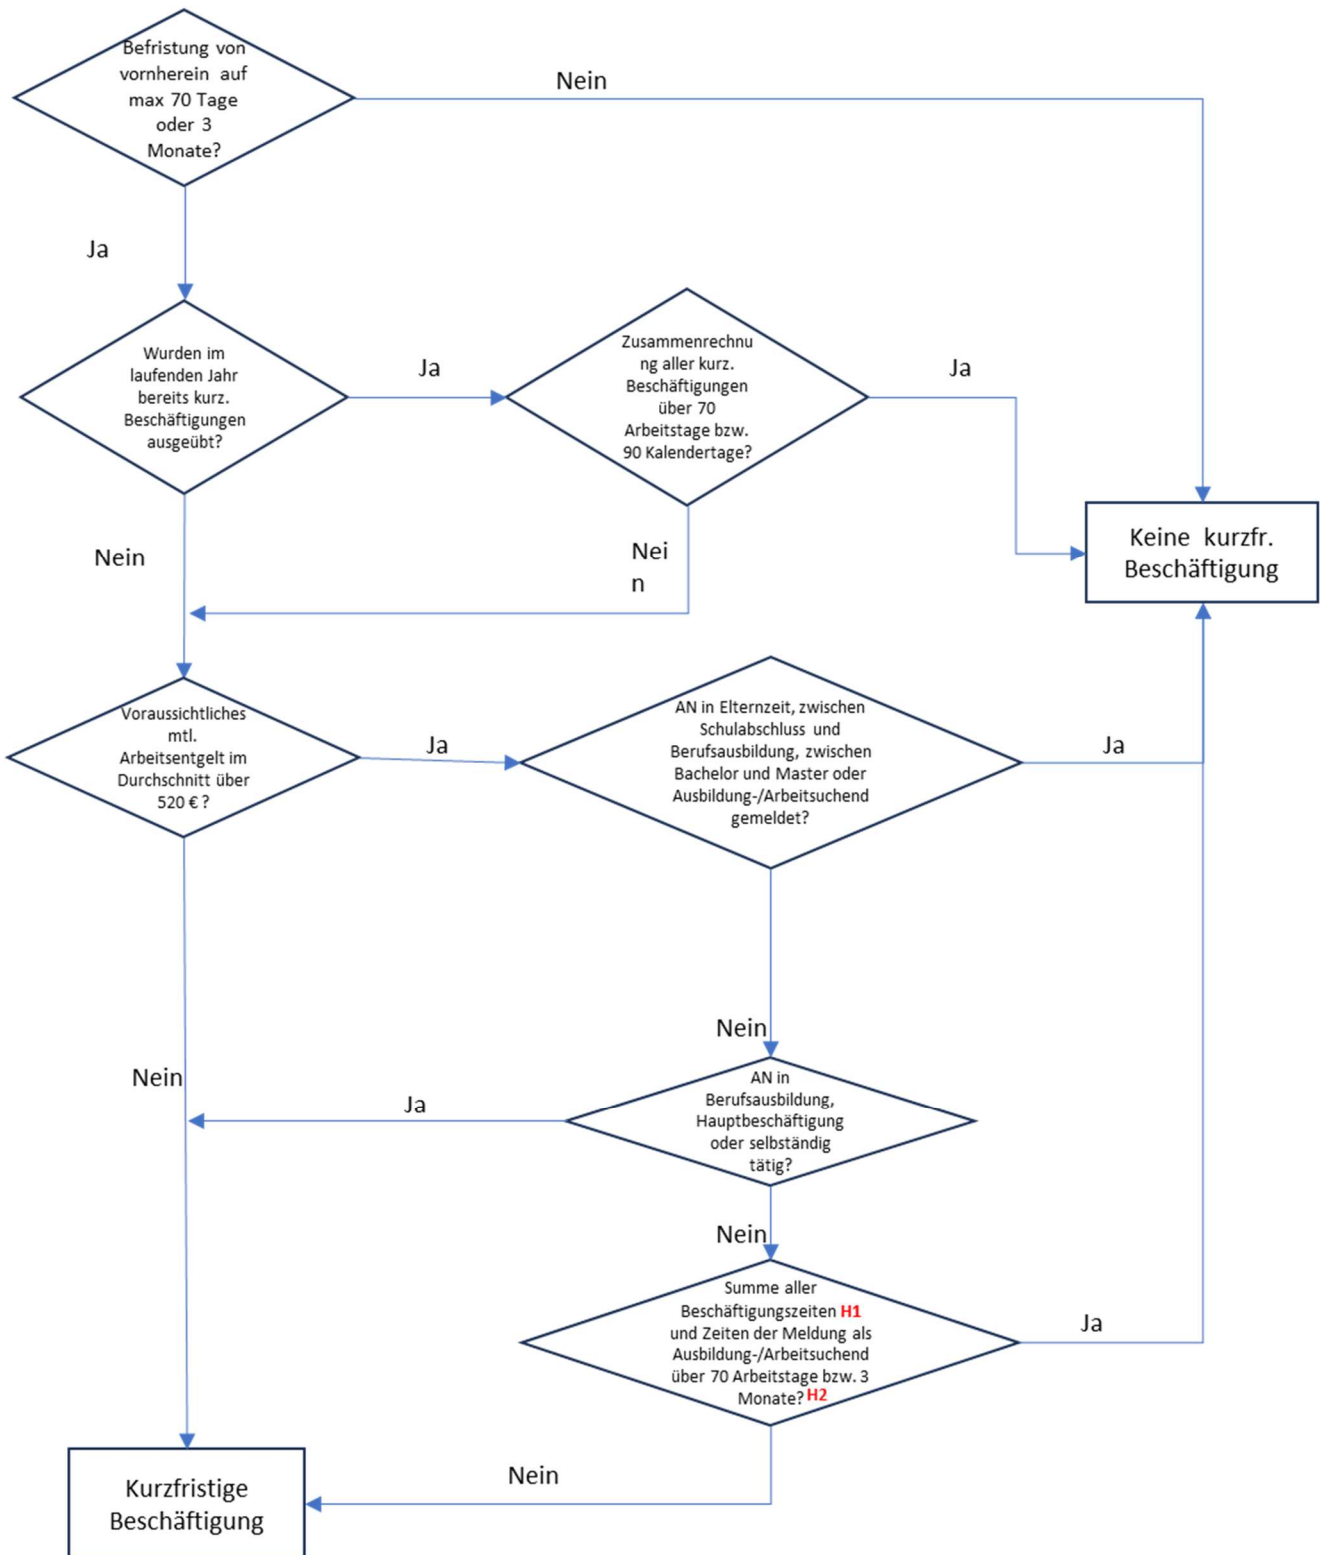 Befristung von
vornherein auf
max 70 Tage
oder 3
Monate?
Nein
Ja
Wurden im
laufenden Jahr
bereits kurz.
Beschäftigungen
ausgeübt?
Ja
Zusammenrechnu
ng aller kurz.
Beschäftigungen
über 70
Arbeitstage bzw.
90 Kalendertage?
Ja
Keine kurzfr.
Beschäftigung
Nein
Nei
n
Voraussichtliches
mtl.
Arbeitsentgelt im
Durchschnitt über
520 € ?
Ja
AN in Elternzeit, zwischen
Schulabschluss und
Berufsausbildung, zwischen
Bachelor und Master oder
Ausbildung-/Arbeitsuchend
gemeldet?
Ja
Nein
Nein
AN in
Berufsausbildung,
Hauptbeschäftigung
oder selbständig
tätig?
Ja
Nein
Summe aller
Beschäftigungszeiten H1
und Zeiten der Meldung als
Ausbildung-/Arbeitsuchend
über 70 Arbeitstage bzw. 3
Monate? H2
Ja
Nein
Kurzfristige
Beschäftigung